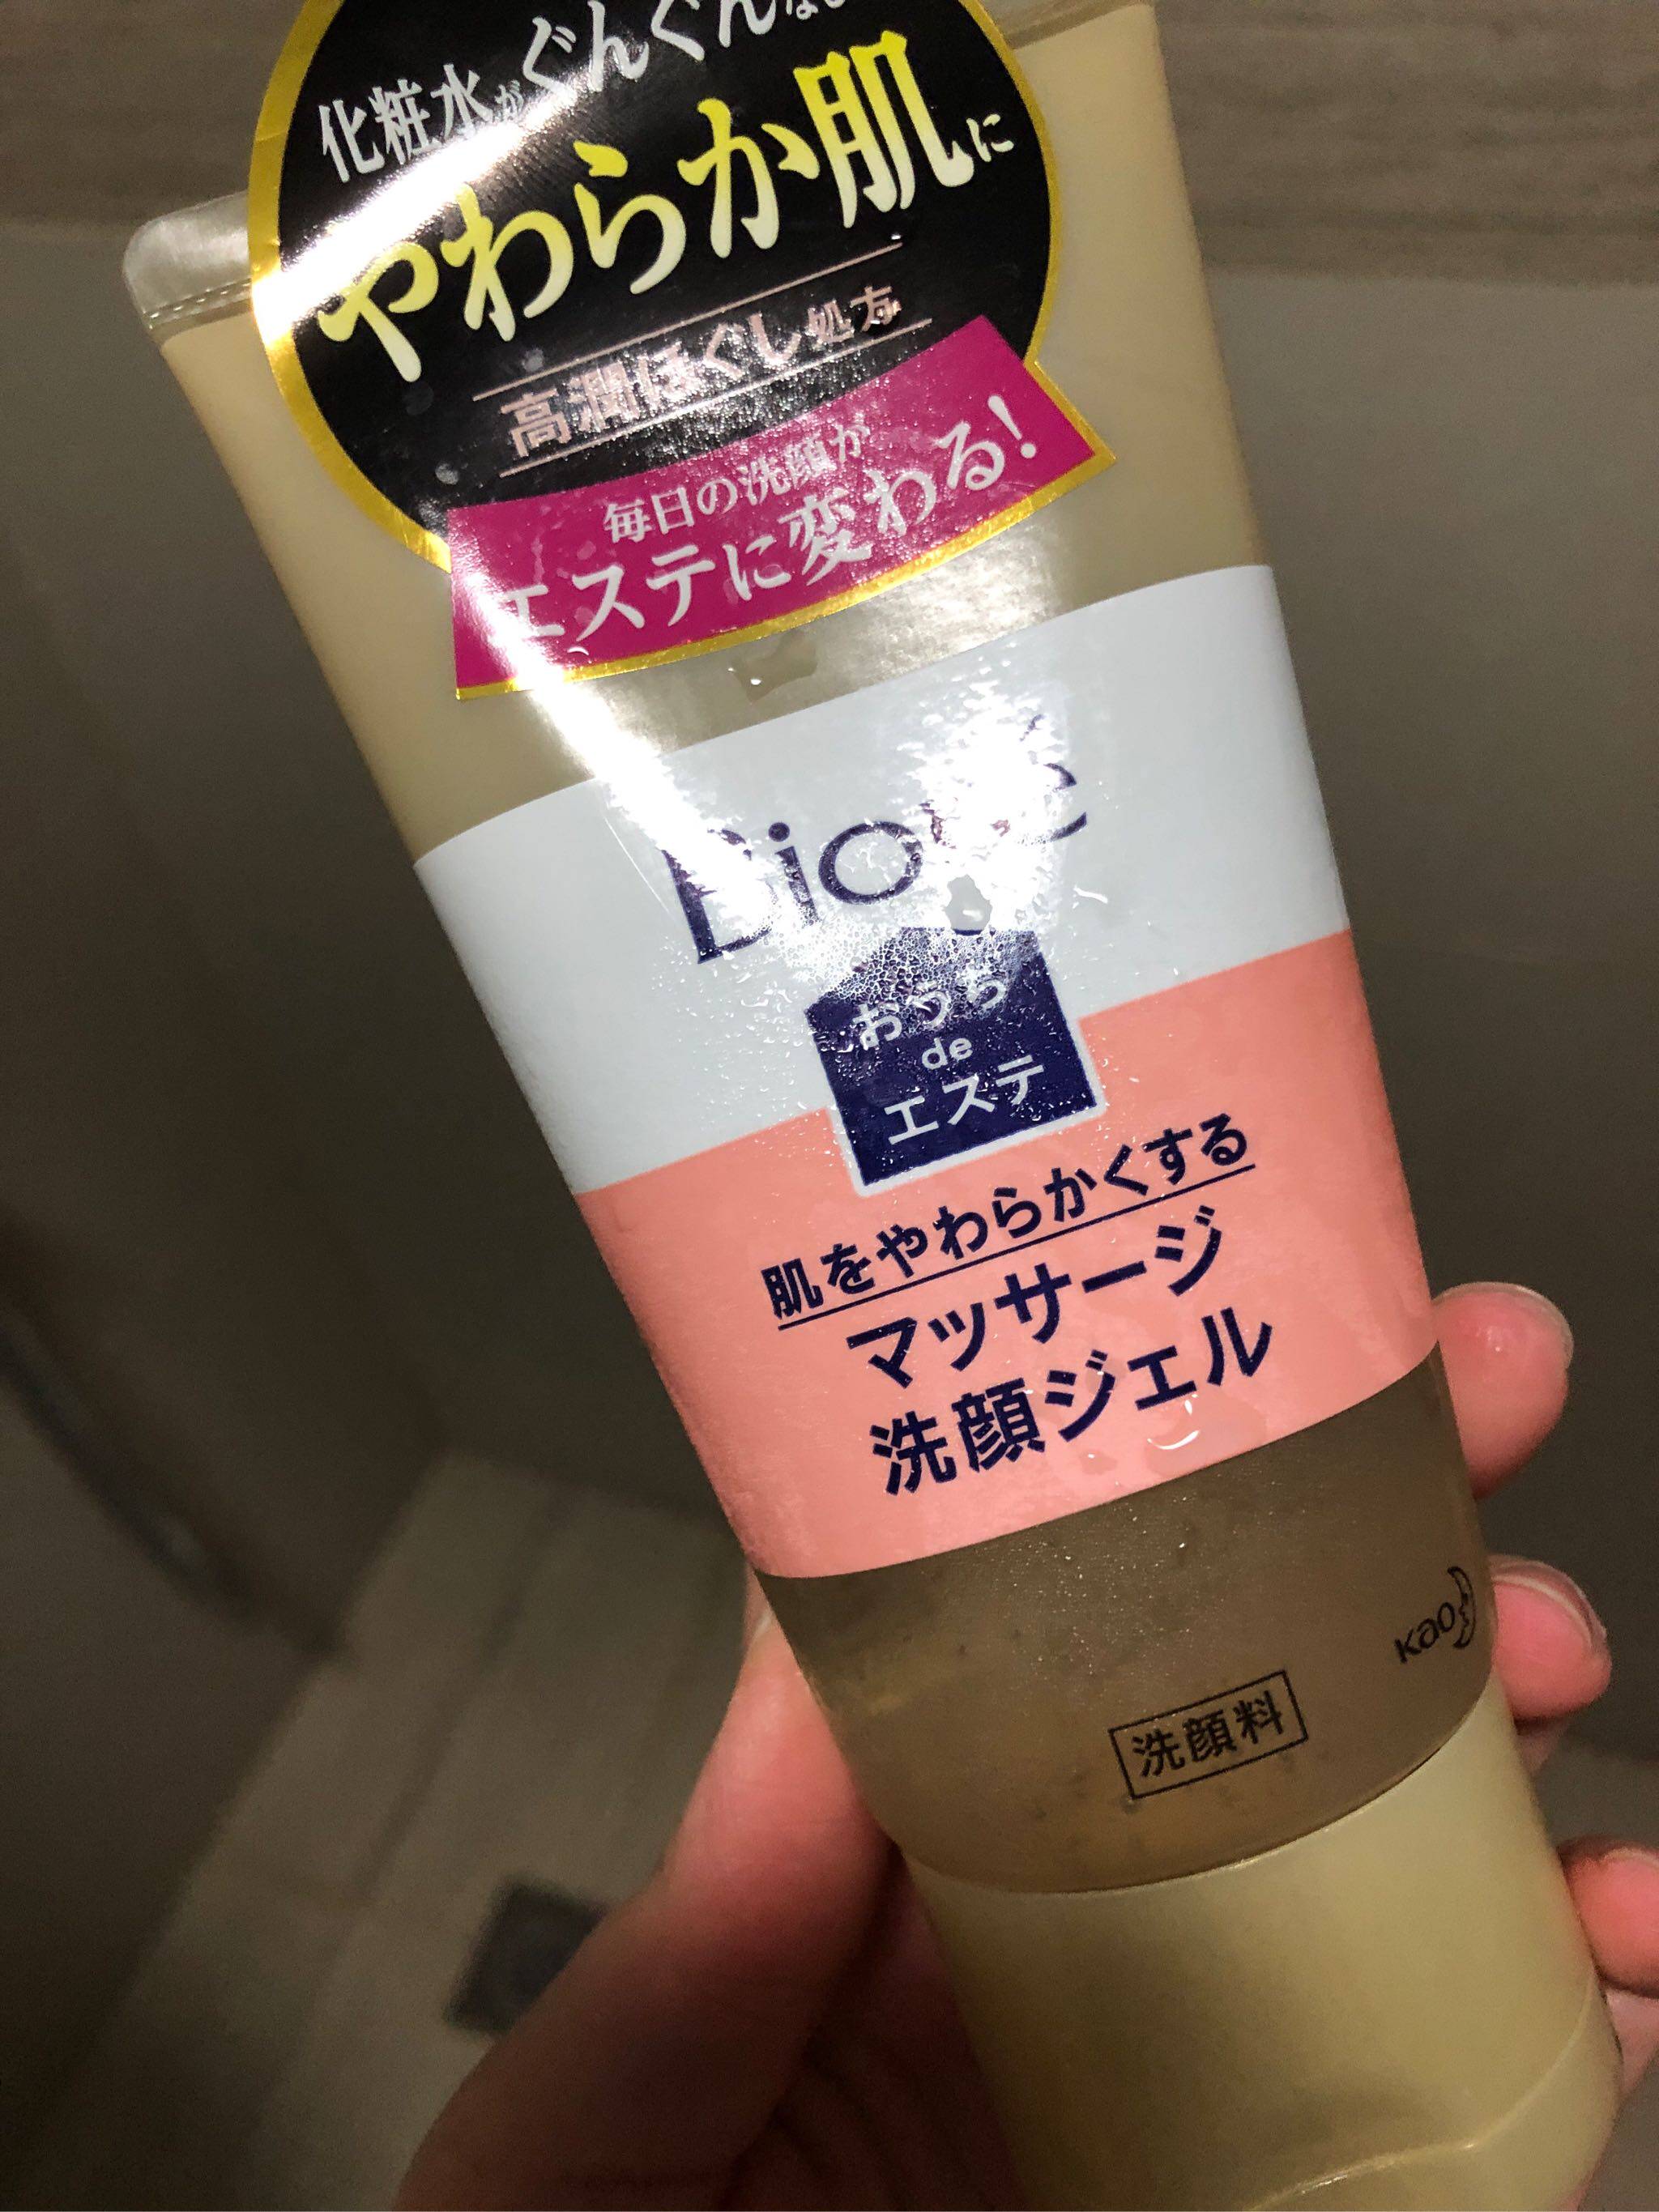 化粧水がぐんぐん
やわらか肌に
高潤ほぐし処方
毎日の洗顔が
エステに変わる!
Bioré
おうち
de
エステ
肌をやわらかくする
マッサージ
洗顔ジェル
Kao
洗顔料